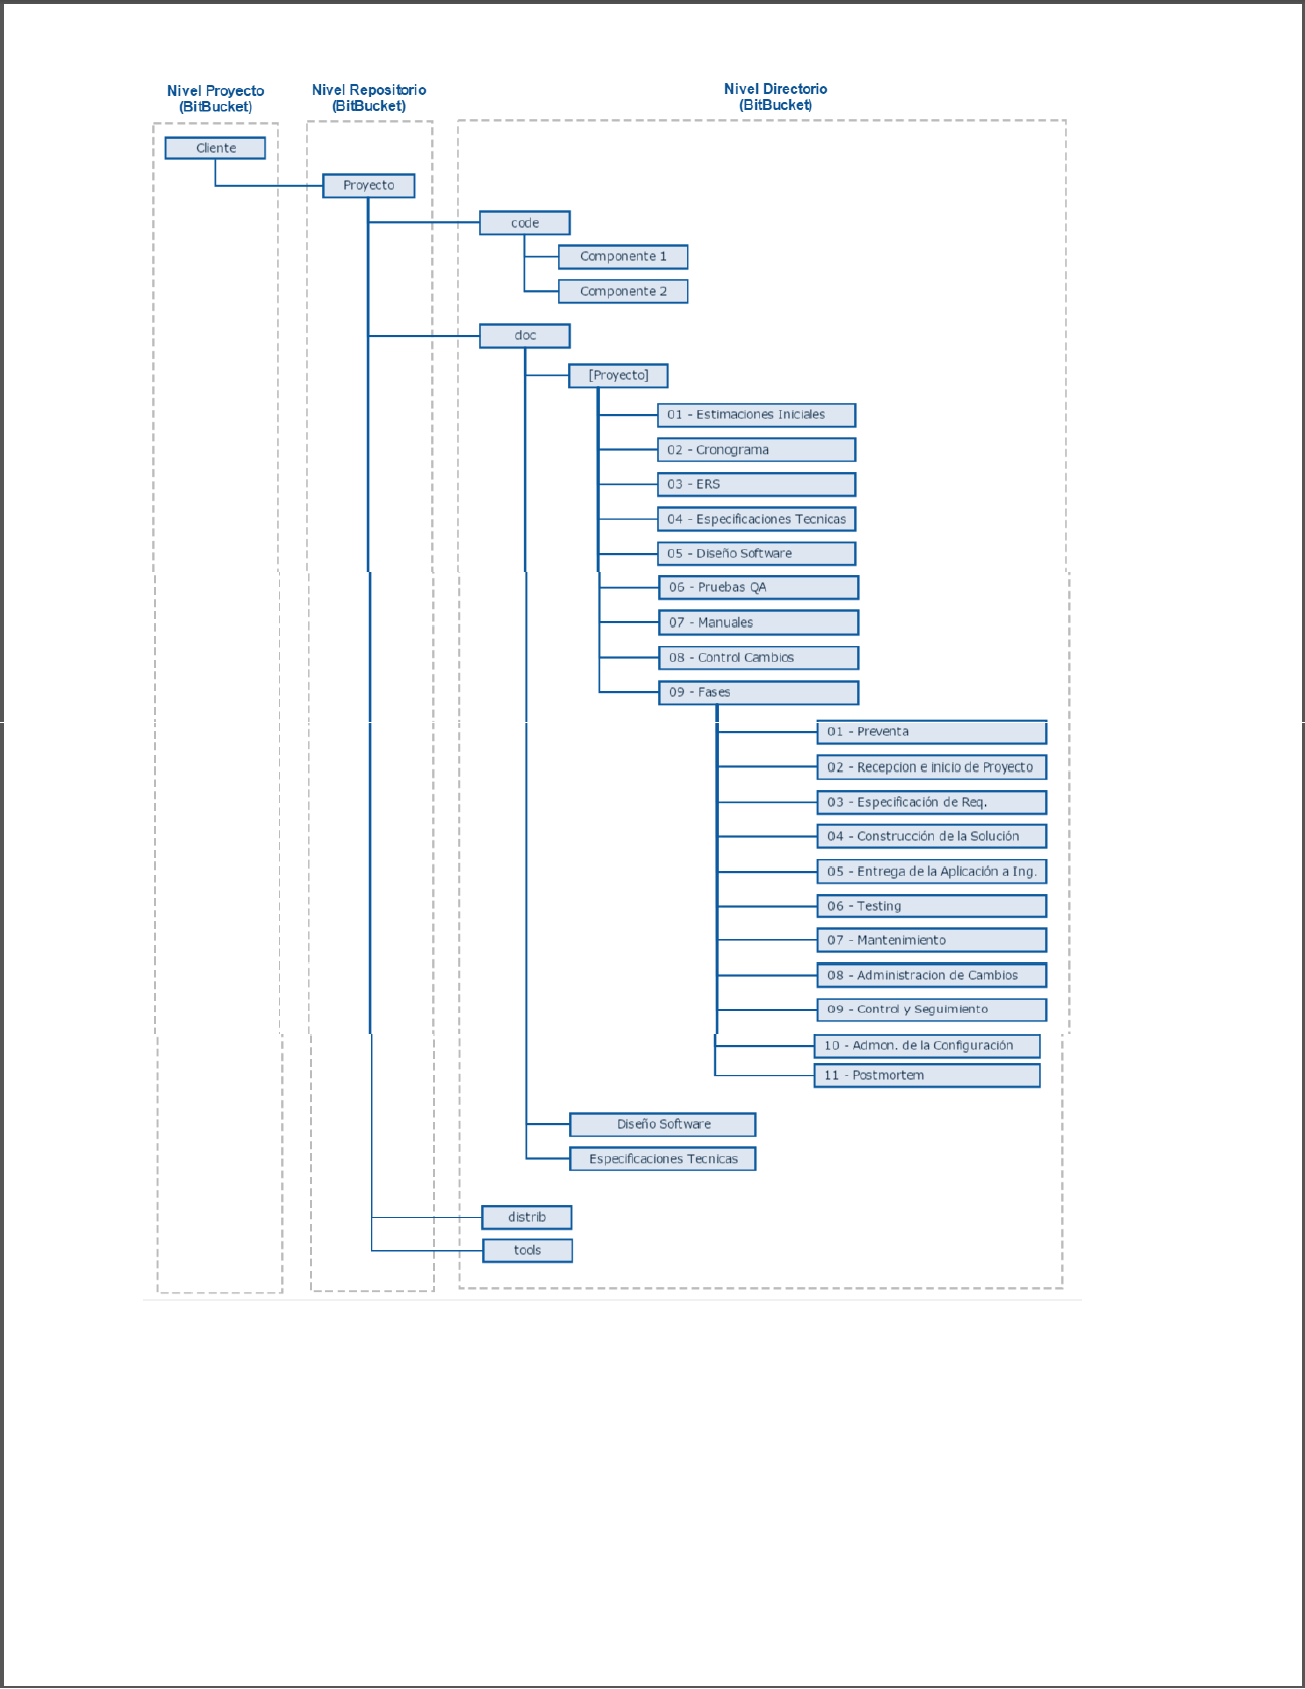 Nivel Proyecto
(BitBucket)
Nivel Repositorio
(BitBucket)
Nivel Directorio
(BitBucket)
Cliente
Proyecto
code
Componente 1
Componente 2
doc
[Proyecto]
01 - Estimaciones Iniciales
02 - Cronograma
03 - ERS
04 - Especificaciones Tecnicas
05 - Diseño Software
06 - Pruebas QA
07 - Manuales
08 - Control Cambios
09 - Fases
01 - Preventa
02 - Recepcion e inicio de Proyecto
03 - Especificación de Req.
04 - Construcción de la Solución
05 - Entrega de la Aplicación a Ing.
06 - Testing
07 - Mantenimiento
08 - Administracion de Cambios
09 - Control y Seguimiento
10 - Admon. de la Configuración
11 - Postmortem
Diseño Software
Especificaciones Tecnicas
distrib
tools